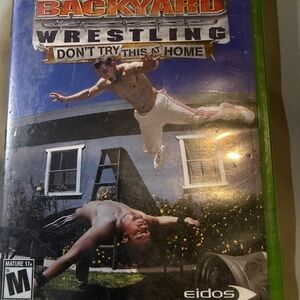 BACKYARD
WRESTLING
DON'T TRY THIS AT HOME
MATURE 17+
M
eidos